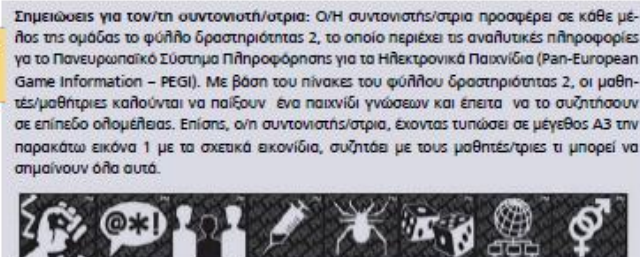 Σημειώσεις για τον/τη συντονιστή/στρια: Ο/Η συντονιστής/στρια προσφέρει σε κάθε μέ-
λος της ομάδας το φύλλο δραστηριότητας 2, το οποίο περιέχει τις αναλυτικές πληροφορίες
γα το Πανευρωπαϊκό Σύστημα Πληροφόρησης για τα Ηλεκτρονικά Παιχνίδια (Pan-European
Game Information – PEGI). Με βάση του πίνακες του φύλλου δραστηριότητας 2, οι μαθη-
τές/μαθήτριες καλούνται να παίξουν ένα παιχνίδι γνώσεων και έπειτα να το συζητήσουν
σε επίπεδο ολομέλειας. Επίσης, ο/η συντονιστής/στρια, έχοντας τυπώσει σε μέγεθος Α3 την
παρακάτω εικόνα 1 με τα σχετικά εικονίδια, συζητάει με τους μαθητές/τριες τι μπορεί να
σημαίνουν όλα αυτά.
@*!